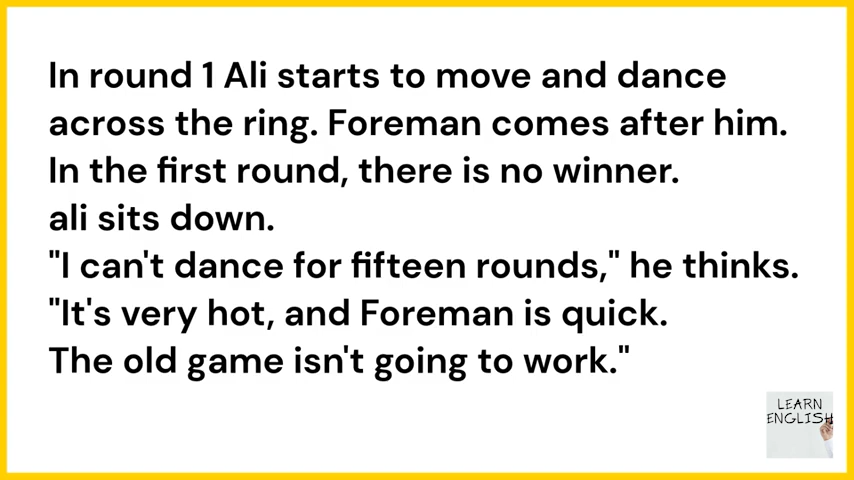 In round 1 Ali starts to move and dance
across the ring. Foreman comes after him.
In the first round, there is no winner.
ali sits down.
"I can't dance for fifteen rounds," he thinks.
"It's very hot, and Foreman is quick.
The old game isn't going to work."
LEARN
ENGLISH